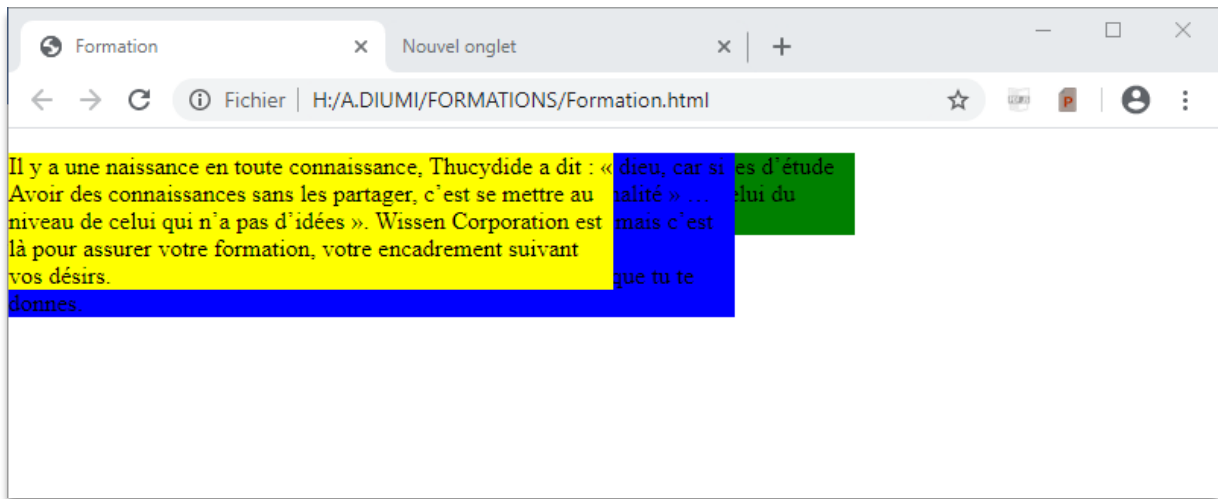 Formation
Nouvel onglet
Fichier
H:/A.DIUMI/FORMATIONS/Formation.html
Il y a une naissance en toute connaissance, Thucydide a dit : « dieu, car si es d’étude
Avoir des connaissances sans les partager, c’est se mettre au nalité » … elui du
niveau de celui qui n’a pas d’idées ». Wissen Corporation est mais c’est
là pour assurer votre formation, votre encadrement suivant
vos désirs. que tu te
donnes.